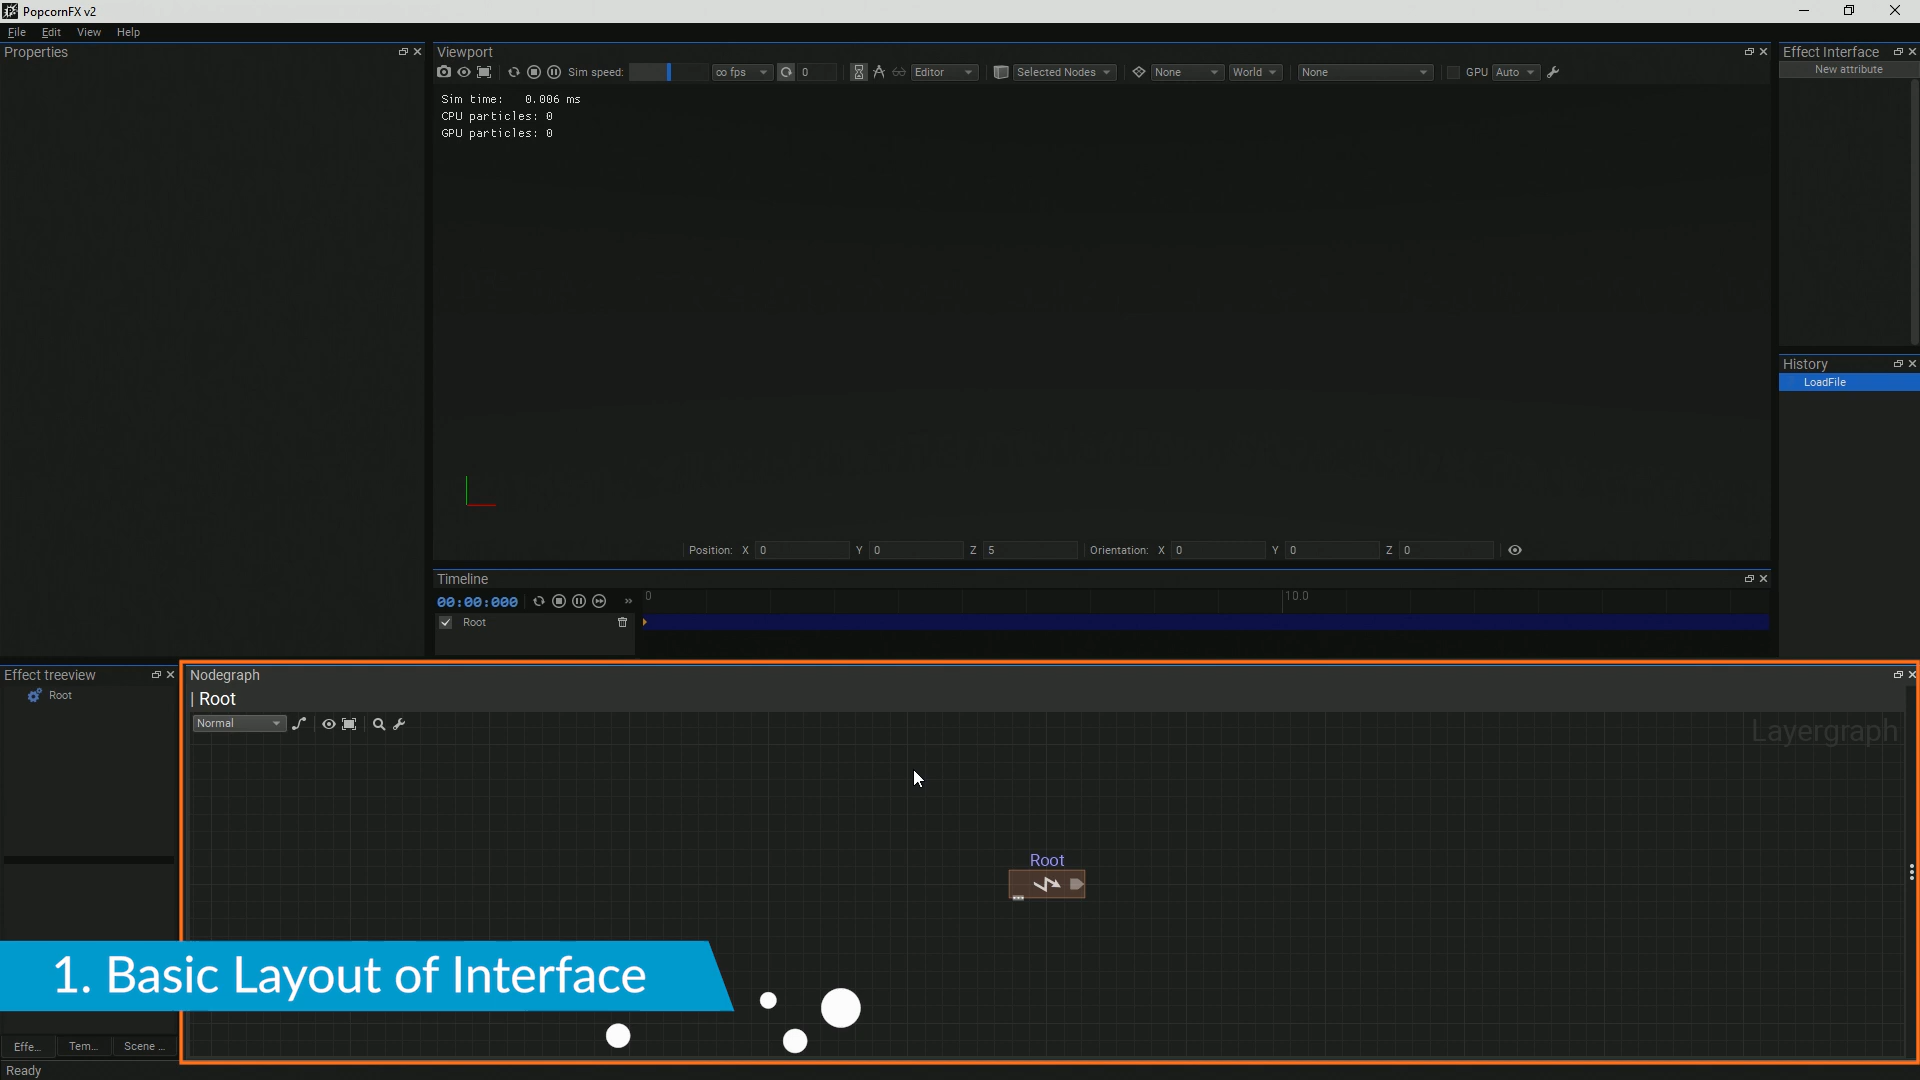 PopcornFX v2
File Edit View Help
Properties
Viewport
Effect Interface
Sim speed: ∞ fps 0 Editor Selected Nodes None World None GPU Auto
New attribute
Sim time: 0.006 ms
CPU particles: 0
GPU particles: 0
History
LoadFile
Position: X 0 Y 0 Z 5 Orientation: X 0 Y 0 Z 0
Timeline
00:00:000 0 10.0
Root
Effect treeview
Root
Nodegraph
| Root
Normal
Layergraph
Root
1. Basic Layout of Interface
Effe... Tem... Scene ...
Ready